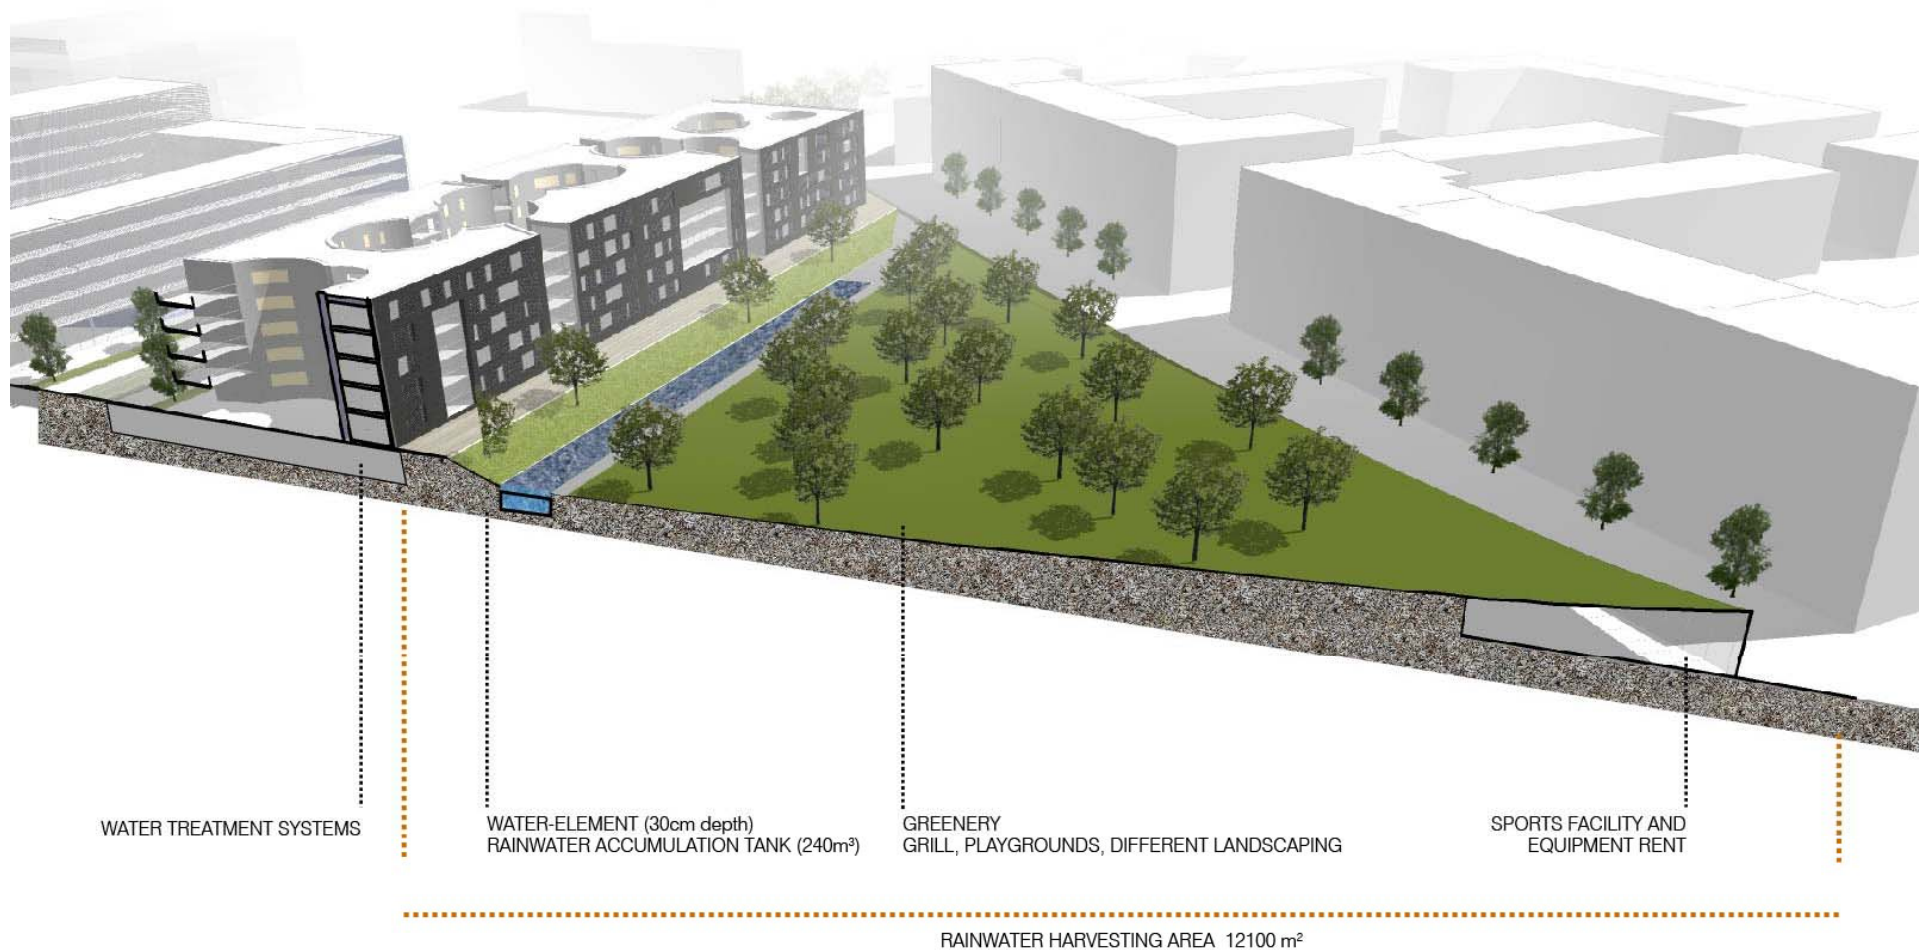 WATER TREATMENT SYSTEMS
WATER-ELEMENT (30cm depth)
RAINWATER ACCUMULATION TANK (240m³)
GREENERY
GRILL, PLAYGROUNDS, DIFFERENT LANDSCAPING
SPORTS FACILITY AND
EQUIPMENT RENT
RAINWATER HARVESTING AREA 12100 m²